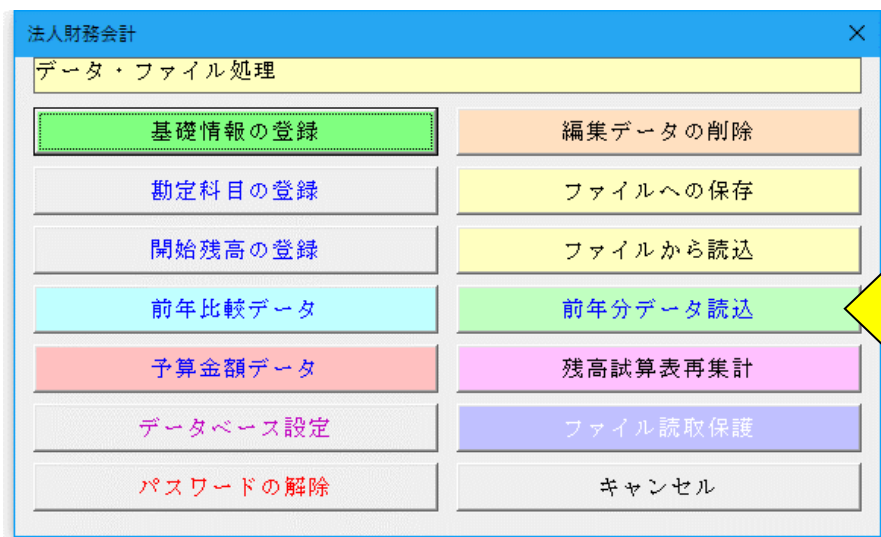 法人財務会計
データ・ファイル処理
基礎情報の登録
編集データの削除
勘定科目の登録
ファイルへの保存
開始残高の登録
ファイルから読込
前年比較データ
前年分データ読込
予算金額データ
残高試算表再集計
データベース設定
ファイル読取保護
パスワードの解除
キャンセル